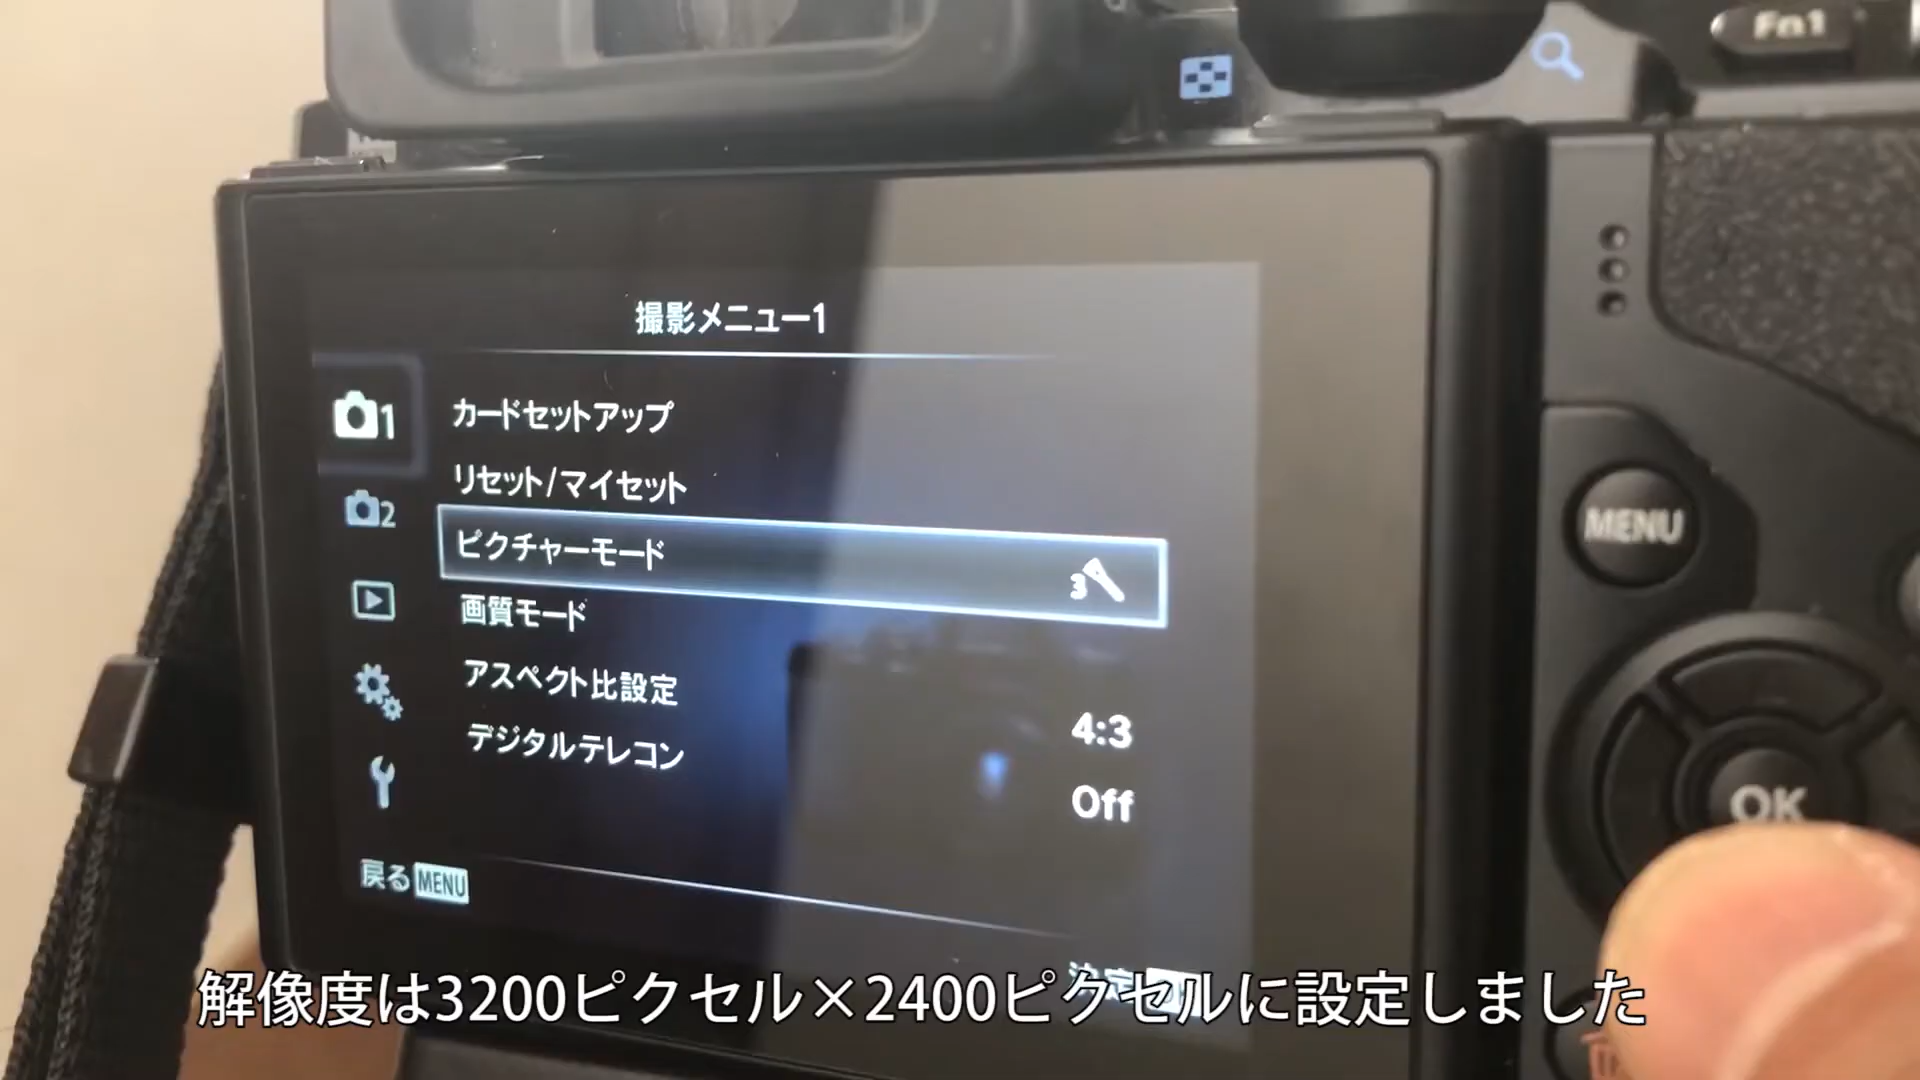 Fn1
撮影メニュー1
1
カードセットアップ
リセット/マイセット
2
ピクチャーモード
3
画質モード
アスペクト比設定 4:3
デジタルテレコン Off
戻る MENU
決定
MENU
OK
解像度は3200ピクセル×2400ピクセルに設定しました